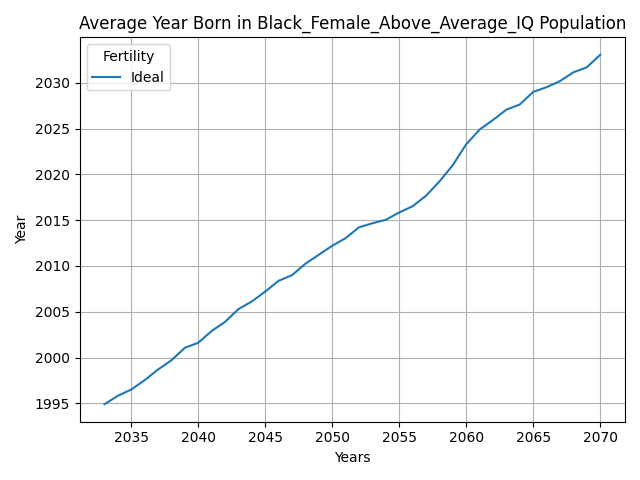 Average Year Born in Black_Female_Above_Average_IQ Population
Fertility
Ideal
2030
2025
2020
2015
2010
2005
2000
1995
Year
2035 2040 2045 2050 2055 2060 2065 2070
Years